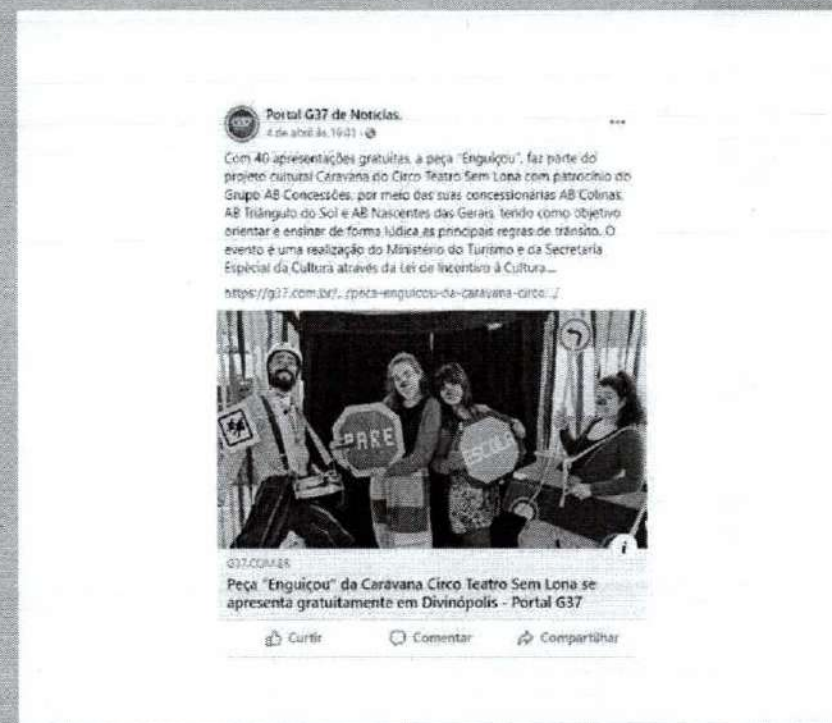 Portal G37 de Notícias.
4 de abril às 19:01 ·
Com 40 apresentações gratuitas, a peça "Enguiçou", faz parte do
projeto cultural Caravana do Circo Teatro Sem Lona com patrocínio do
Grupo AB Concessões, por meio das suas concessionárias AB Colinas,
AB Triângulo do Sol e AB Nascentes das Gerais, tendo como objetivo
orientar e ensinar de forma lúdica as principais regras de trânsito. O
evento é uma realização do Ministério do Turismo e da Secretaria
Especial da Cultura através da Lei de Incentivo à Cultura...
https://g37.com.br/.../peca-enguicou-da-caravana-circo.../
PARE
ESCOLA
G37.COM.BR
Peça "Enguiçou" da Caravana Circo Teatro Sem Lona se
apresenta gratuitamente em Divinópolis - Portal G37
Curtir Comentar Compartilhar